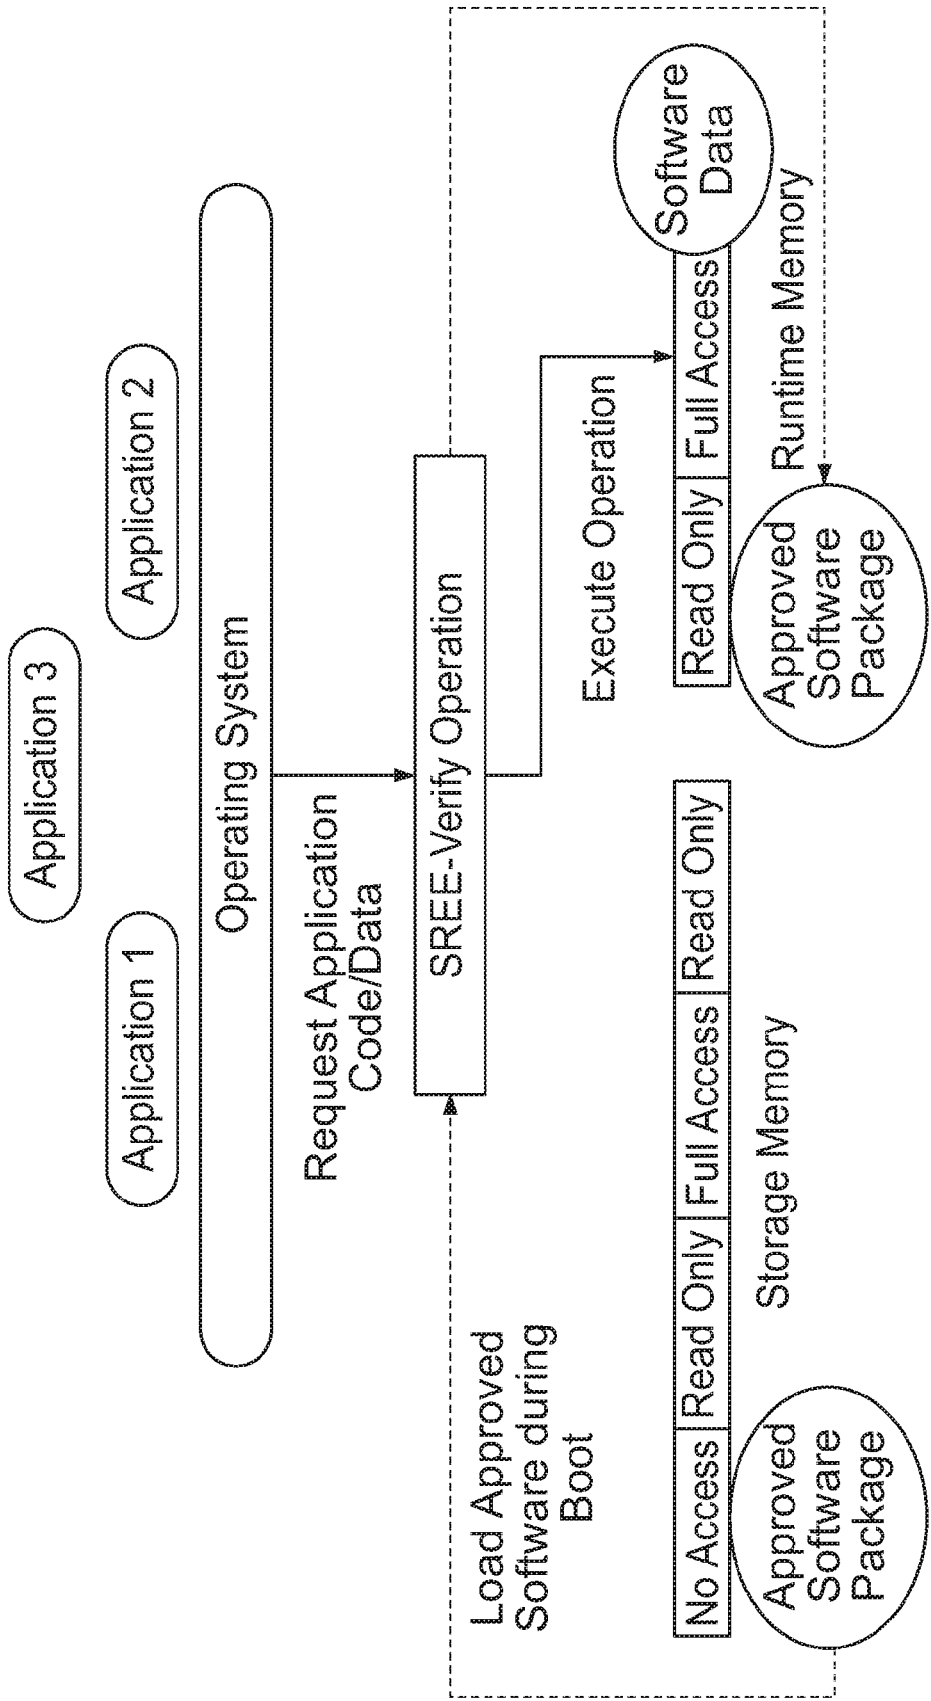 Application 3
Application 1
Application 2
Operating System
Request Application
Code/Data
SREE-Verify Operation
Load Approved
Software during
Boot
Execute Operation
No Access
Read Only
Full Access
Read Only
Read Only
Full Access
Software
Data
Storage Memory
Runtime Memory
Approved
Software
Package
Approved
Software
Package